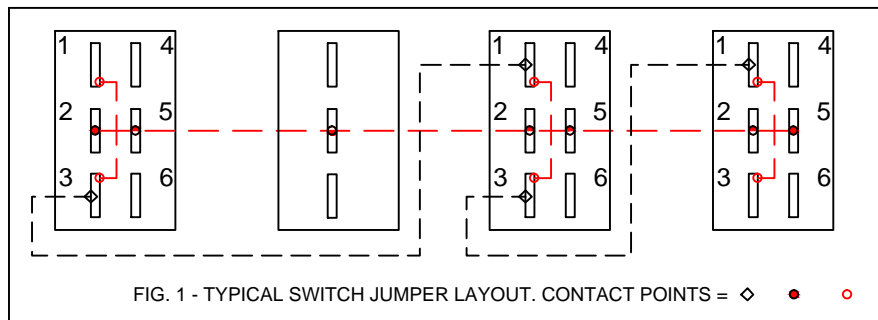 1 4 1 4 1 4
2 5 2 5 2 5
3 6 3 6 3 6
FIG. 1 - TYPICAL SWITCH JUMPER LAYOUT. CONTACT POINTS =